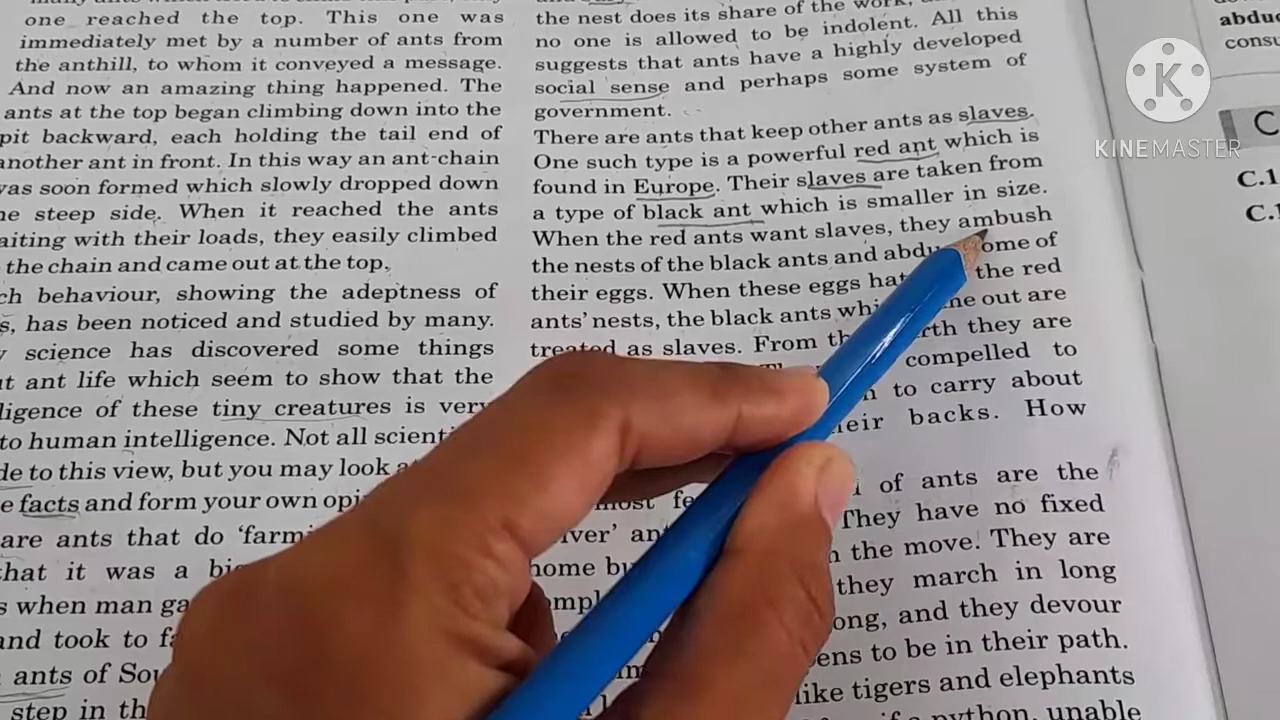 one reached the top. This one was
immediately met by a number of ants from
the anthill, to whom it conveyed a message.
And now an amazing thing happened. The
ants at the top began climbing down into the
pit backward, each holding the tail end of
another ant in front. In this way an ant-chain
was soon formed which slowly dropped down
steep side. When it reached the ants
with their loads, they easily climbed
the chain and came out at the top,
behaviour, showing the adeptness of
has been noticed and studied by many.
science has discovered some things
ant life which seem to show that the
of these tiny creatures is very
to human intelligence. Not all
to this view, but you may look
facts and form your own
are ants that do 'farm
that it was a
when man
and took to
ants of
step in
the nest does its share of the work,
no one is allowed to be indolent. All this
suggests that ants have a highly developed
social sense and perhaps some system of
government.
There are ants that keep other ants as slaves.
One such type is a powerful red ant which is
found in Europe. Their slaves are taken from
a type of black ant which is smaller in size.
When the red ants want slaves, they ambush
the nests of the black ants and of
their eggs. When these eggs the red
ants' nests, the black ants out are
treated as slaves. From they are
compelled to
to carry about
backs. How
of ants are the
They have no fixed
the move. They are
they march in long
and they devour
to be in their path.
like tigers and elephants
python, unable
C
C.1
KINEMASTER
K